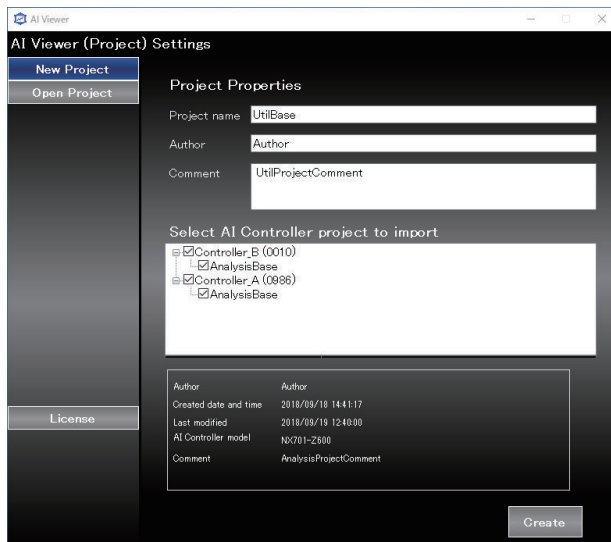 AI Viewer
AI Viewer (Project) Settings
New Project
Open Project
License
Project Properties
Project name UtilBase
Author Author
Comment UtilProjectComment
Select AI Controller project to import
Controller_B (0010)
AnalysisBase
Controller_A (0986)
AnalysisBase
Author Author
Created date and time 2018/09/18 14:41:17
Last modified 2018/09/19 12:40:00
AI Controller model NX701-Z600
Comment AnalysisProjectComment
Create